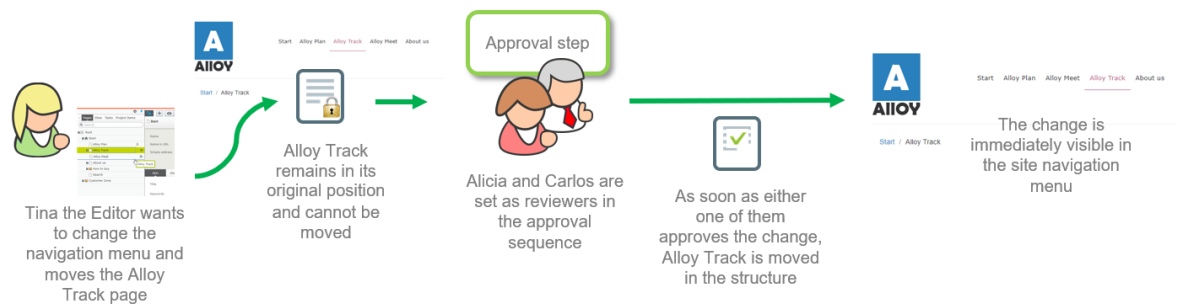 A
Alloy
Start Alloy Plan Alloy Track Alloy Meet About us
Start / Alloy Track
Approval step
A
Alloy
Start Alloy Plan Alloy Meet Alloy Track About us
Start / Alloy Track
Tina the Editor wants
to change the
navigation menu and
moves the Alloy
Track page
Alloy Track
remains in its
original position
and cannot be
moved
Alicia and Carlos are
set as reviewers in
the approval
sequence
As soon as either
one of them
approves the change,
Alloy Track is moved
in the structure
The change is
immediately visible in
the site navigation
menu